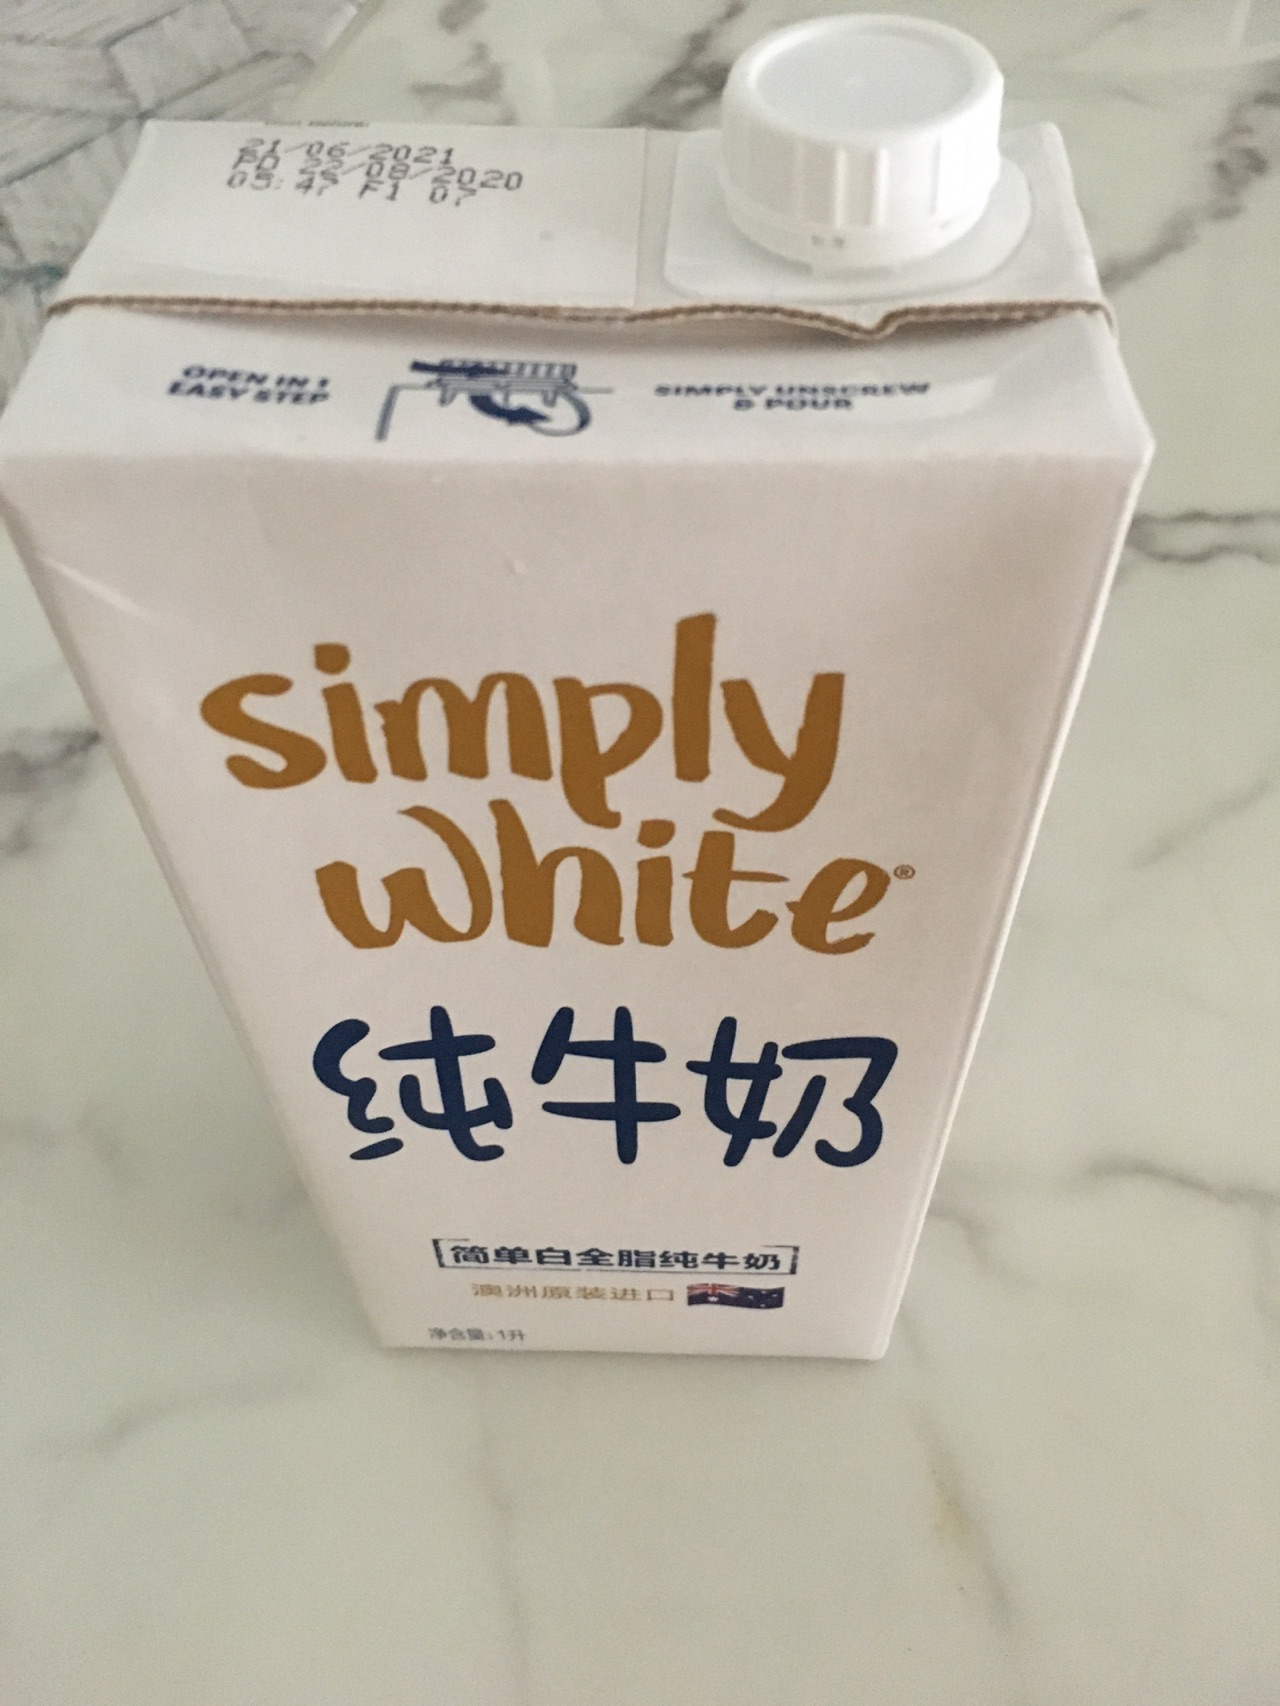 21/06/2021
PD 25/08/2020
05:47 F1 07
OPEN IN 1
EASY STEP
SIMPLY UNSCREW
& POUR
simply
white®
纯牛奶
简单白全脂纯牛奶
澳洲原装进口
净含量:1升